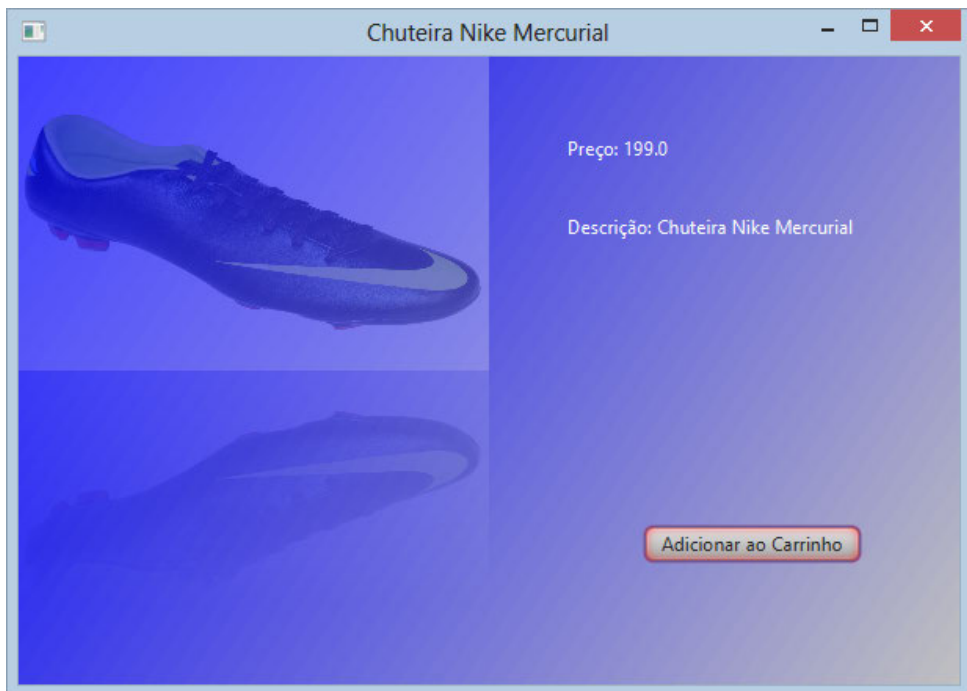 Chuteira Nike Mercurial
Preço: 199.0
Descrição: Chuteira Nike Mercurial
Adicionar ao Carrinho